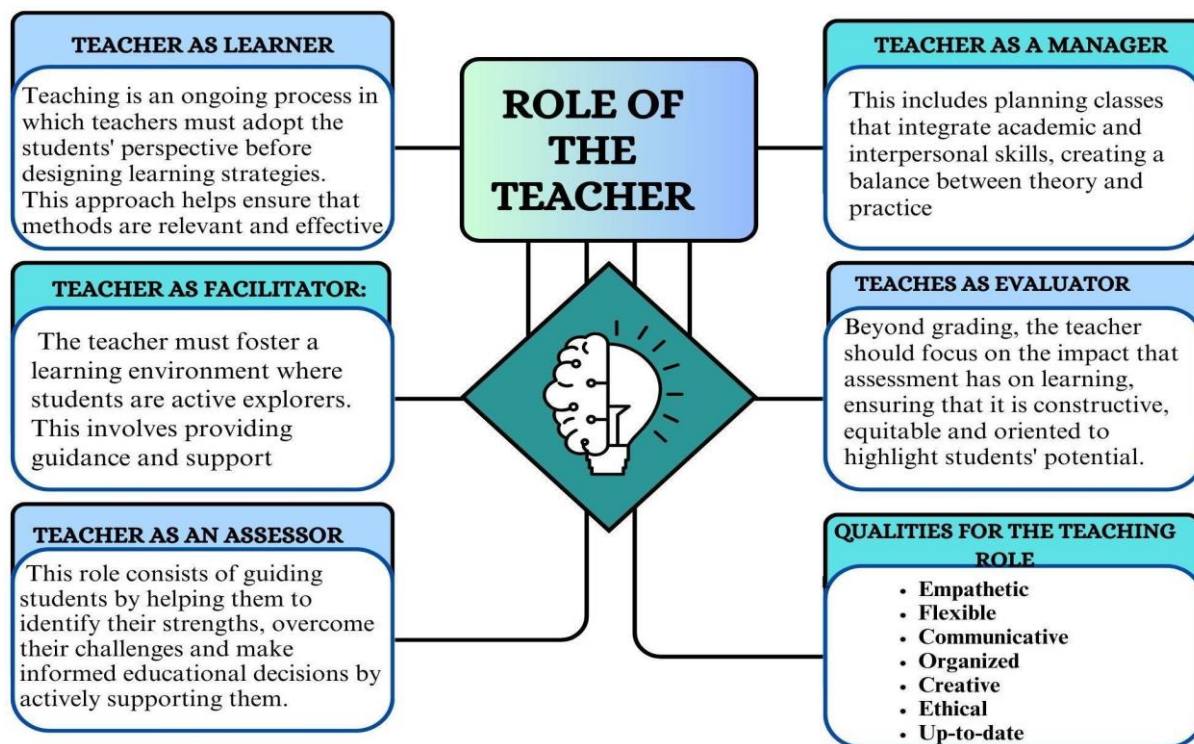 ROLE OF
THE
TEACHER
TEACHER AS LEARNER
Teaching is an ongoing process in
which teachers must adopt the
students' perspective before
designing learning strategies.
This approach helps ensure that
methods are relevant and effective
TEACHER AS FACILITATOR:
The teacher must foster a
learning environment where
students are active explorers.
This involves providing
guidance and support
TEACHER AS AN ASSESSOR
This role consists of guiding
students by helping them to
identify their strengths, overcome
their challenges and make
informed educational decisions by
actively supporting them.
TEACHER AS A MANAGER
This includes planning classes
that integrate academic and
interpersonal skills, creating a
balance between theory and
practice
TEACHES AS EVALUATOR
Beyond grading, the teacher
should focus on the impact that
assessment has on learning,
ensuring that it is constructive,
equitable and oriented to
highlight students' potential.
QUALITIES FOR THE TEACHING
ROLE
• Empathetic
• Flexible
• Communicative
• Organized
• Creative
• Ethical
• Up-to-date